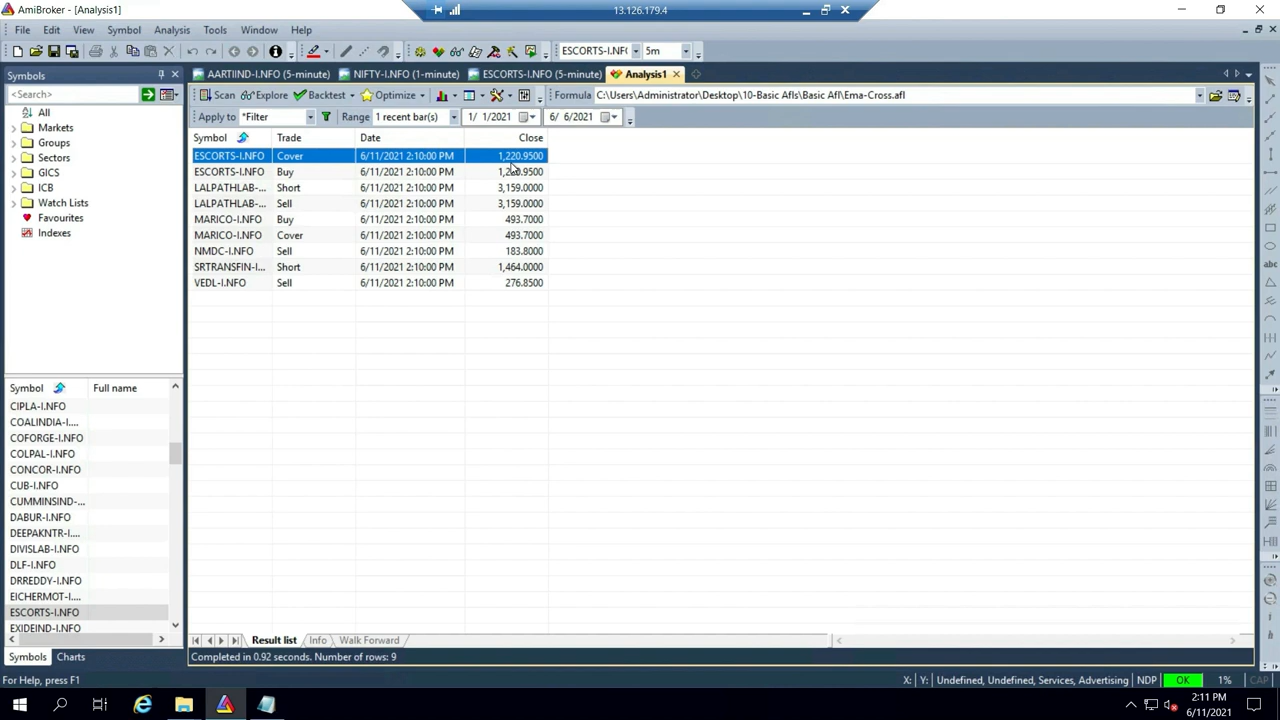 AmiBroker - [Analysis1]
13.126.179.4
File Edit View Symbol Analysis Tools Window Help
ESCORTS-I.NFO 5m
Symbols
AARTIIND-I.NFO (5-minute) NIFTY-I.NFO (1-minute) ESCORTS-I.NFO (5-minute) Analysis1
<Search>
Scan Explore Backtest Optimize Formula C:\Users\Administrator\Desktop\10-Basic Afls\Basic Afl\Ema-Cross.afl
Apply to *Filter Range 1 recent bar(s) 1/ 1/2021 6/ 6/2021
All
Markets
Groups
Sectors
GICS
ICB
Watch Lists
Favourites
Indexes
Symbol Trade Date Close
ESCORTS-I.NFO Cover 6/11/2021 2:10:00 PM 1,220.9500
ESCORTS-I.NFO Buy 6/11/2021 2:10:00 PM 1,220.9500
LALPATHLAB-... Short 6/11/2021 2:10:00 PM 3,159.0000
LALPATHLAB-... Sell 6/11/2021 2:10:00 PM 3,159.0000
MARICO-I.NFO Buy 6/11/2021 2:10:00 PM 493.7000
MARICO-I.NFO Cover 6/11/2021 2:10:00 PM 493.7000
NMDC-I.NFO Sell 6/11/2021 2:10:00 PM 183.8000
SRTRANSFIN-I... Short 6/11/2021 2:10:00 PM 1,464.0000
VEDL-I.NFO Sell 6/11/2021 2:10:00 PM 276.8500
Symbol Full name
CIPLA-I.NFO
COALINDIA-I....
COFORGE-I.NFO
COLPAL-I.NFO
CONCOR-I.NFO
CUB-I.NFO
CUMMINSIND-...
DABUR-I.NFO
DEEPAKNTR-I....
DIVISLAB-I.NFO
DLF-I.NFO
DRREDDY-I.NFO
EICHERMOT-I.NFO
ESCORTS-I.NFO
EXIDEIND-I.NFO
Result list Info Walk Forward
Symbols Charts
Completed in 0.92 seconds. Number of rows: 9
For Help, press F1
X: Y: Undefined, Undefined, Services, Advertising NDP OK 1% CAP
2:11 PM
6/11/2021